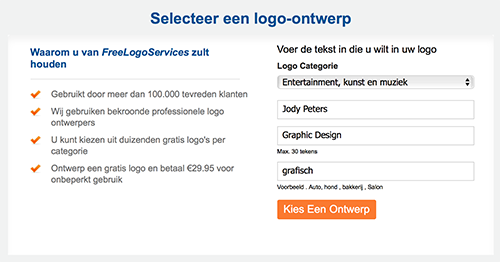 Selecteer een logo-ontwerp
Waarom u van FreeLogoServices zult
houden
Gebruikt door meer dan 100.000 tevreden klanten
Wij gebruiken bekroonde professionele logo
ontwerpers
U kunt kiezen uit duizenden gratis logo's per
categorie
Ontwerp een gratis logo en betaal €29.95 voor
onbeperkt gebruik
Voer de tekst in die u wilt in uw logo
Logo Categorie
Entertainment, kunst en muziek
Jody Peters
Graphic Design
Max. 30 tekens
grafisch
Voorbeeld . Auto, hond , bakkerij , Salon
Kies Een Ontwerp